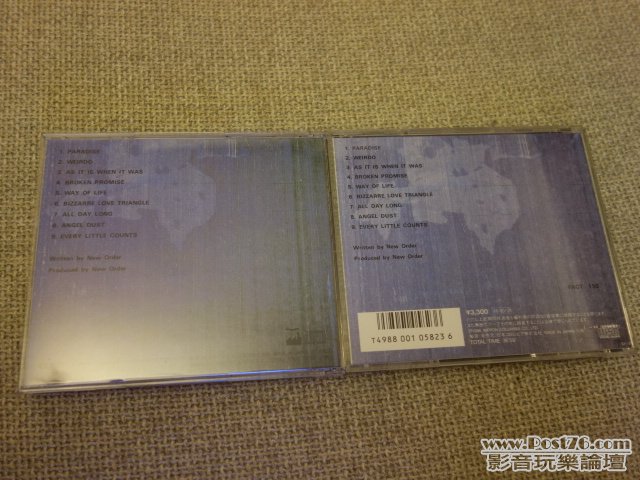 1. PARADISE
2. WEIRDO
3. AS IT IS WHEN IT WAS
4. BROKEN PROMISE
5. WAY OF LIFE
6. BIZARRE LOVE TRIANGLE
7. ALL DAY LONG
8. ANGEL DUST
9. EVERY LITTLE COUNTS
Written by New Order
Produced by New Order
1. PARADISE
2. WEIRDO
3. AS IT IS WHEN IT WAS
4. BROKEN PROMISE
5. WAY OF LIFE
6. BIZARRE LOVE TRIANGLE
7. ALL DAY LONG
8. ANGEL DUST
9. EVERY LITTLE COUNTS
Written by New Order
Produced by New Order
FACT 150
¥3,300
T4988 001 05823 6
TOTAL TIME
www.Post76.com
影音玩樂論壇